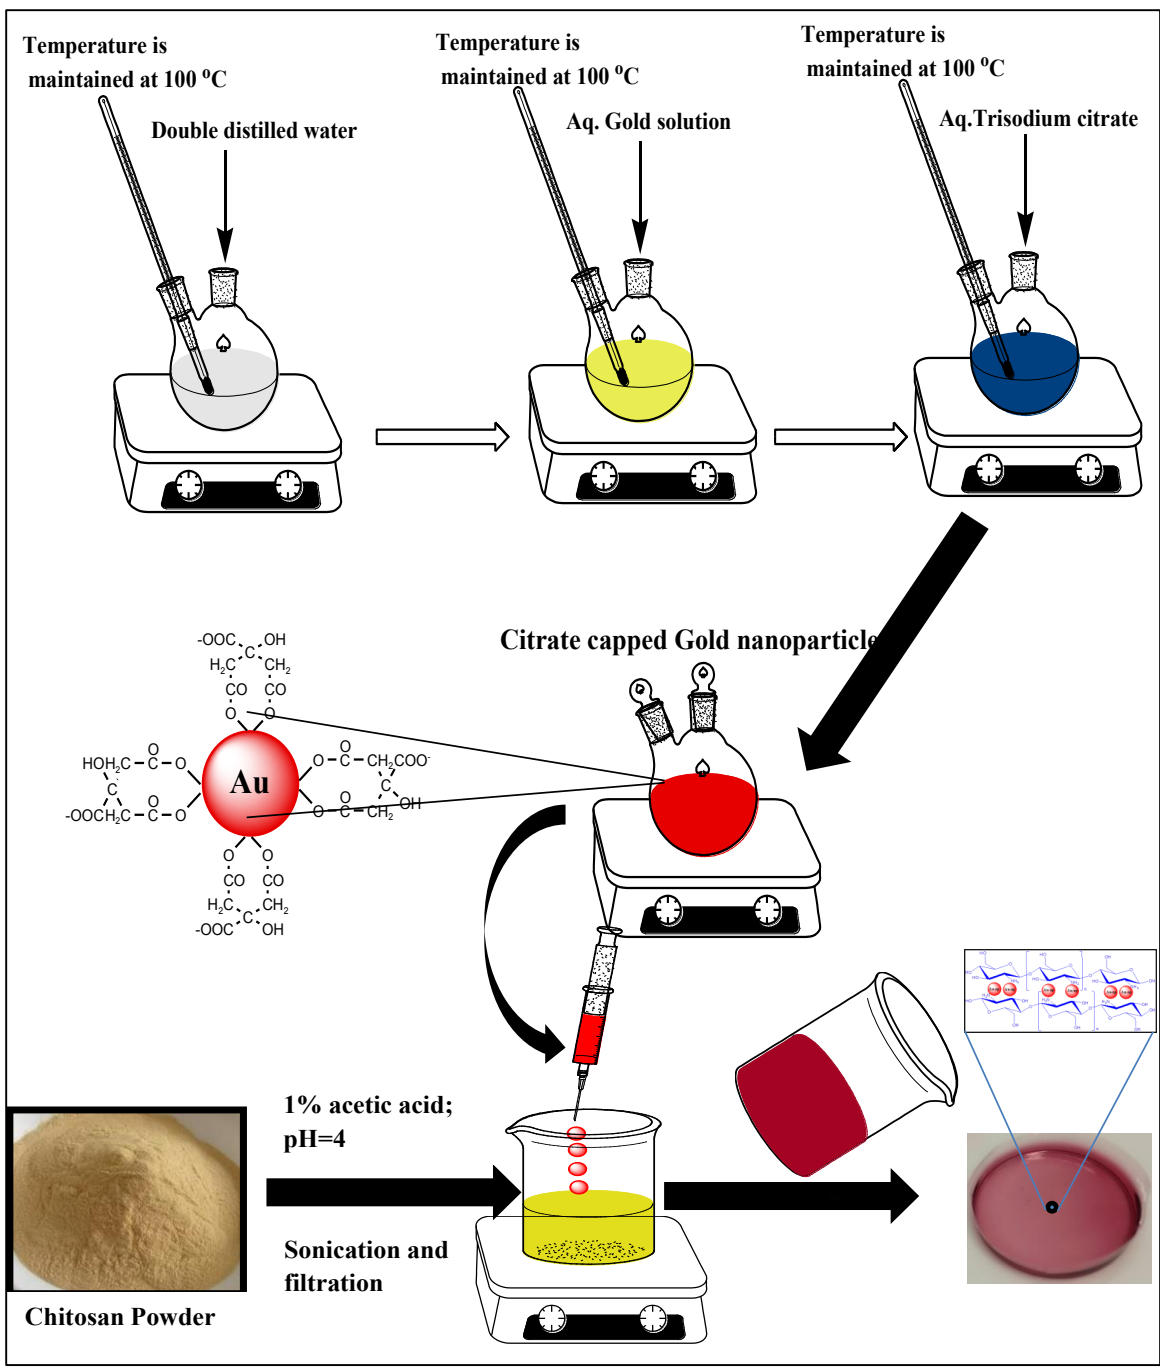 Temperature is
maintained at 100 °C
Temperature is
maintained at 100 °C
Temperature is
maintained at 100 °C
Double distilled water
Aq. Gold solution
Aq.Trisodium citrate
Citrate capped Gold nanoparticle
-OOC OH
C
H2C CH2
CO CO
O O
HOH2C C O
O
C
-OOCH2C C O
O
Au
O C CH2 COO-
O
C
O C CH2 OH
O
O O
CO CO
H2C CH2
C
-OOC OH
1% acetic acid;
pH=4
Sonication and
filtration
Chitosan Powder